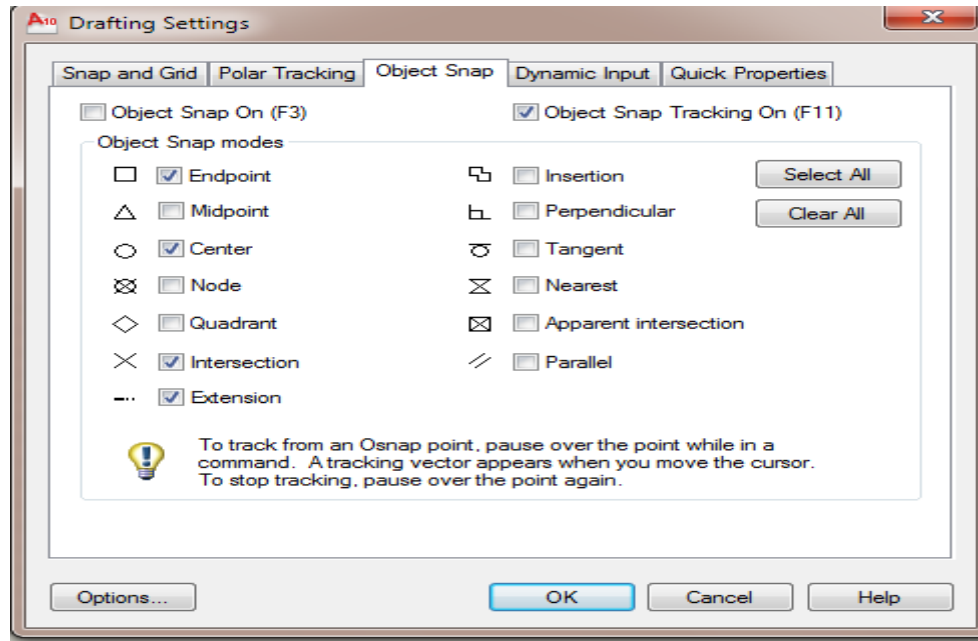 A10 Drafting Settings
Snap and Grid Polar Tracking Object Snap Dynamic Input Quick Properties
Object Snap On (F3) Object Snap Tracking On (F11)
Object Snap modes
Endpoint Insertion Select All
Midpoint Perpendicular Clear All
Center Tangent
Node Nearest
Quadrant Apparent intersection
Intersection Parallel
Extension
To track from an Osnap point, pause over the point while in a
command. A tracking vector appears when you move the cursor.
To stop tracking, pause over the point again.
Options... OK Cancel Help